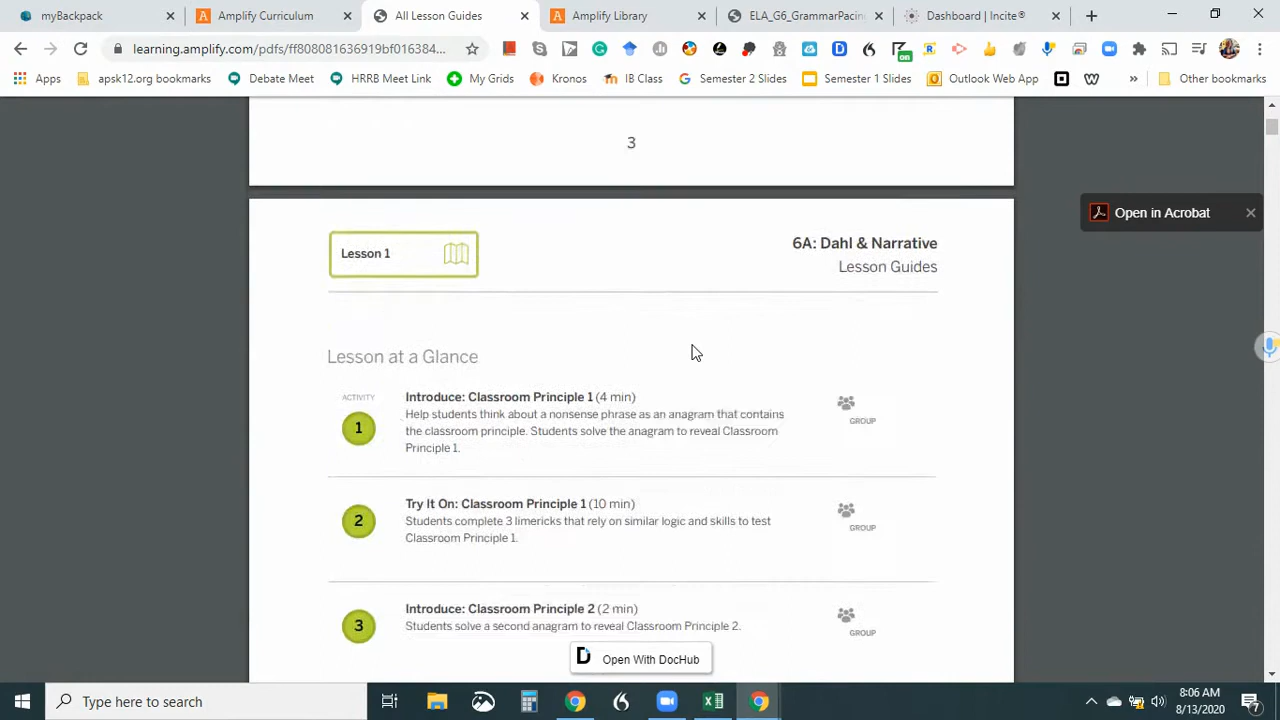 myBackpack
Amplify Curriculum
All Lesson Guides
Amplify Library
ELA_G6_GrammarPacin
Dashboard | Incite®
learning.amplify.com/pdfs/ff808081636919bf016384...
on
Apps
apsk12.org bookmarks
Debate Meet
HRRB Meet Link
My Grids
Kronos
IB Class
Semester 2 Slides
Semester 1 Slides
Outlook Web App
Other bookmarks
3
Open in Acrobat
Lesson 1
6A: Dahl & Narrative
Lesson Guides
Lesson at a Glance
ACTIVITY
1
Introduce: Classroom Principle 1 (4 min)
Help students think about a nonsense phrase as an anagram that contains
the classroom principle. Students solve the anagram to reveal Classroom
Principle 1.
GROUP
2
Try It On: Classroom Principle 1 (10 min)
Students complete 3 limericks that rely on similar logic and skills to test
Classroom Principle 1.
GROUP
3
Introduce: Classroom Principle 2 (2 min)
Students solve a second anagram to reveal Classroom Principle 2.
GROUP
Open With DocHub
Type here to search
8:06 AM
8/13/2020
7